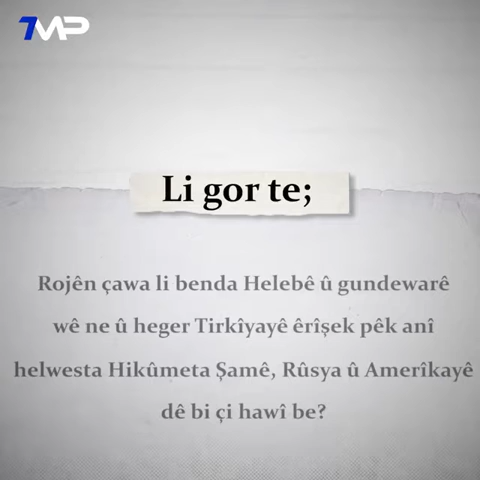 7MP
Li gor te;
Rojên çawa li benda Helebê û gundewarê
wê ne û heger Tirkîyayê êrîşek pêk anî
helwesta Hikûmeta Şamê, Rûsya û Amerîkayê
dê bi çi hawî be?